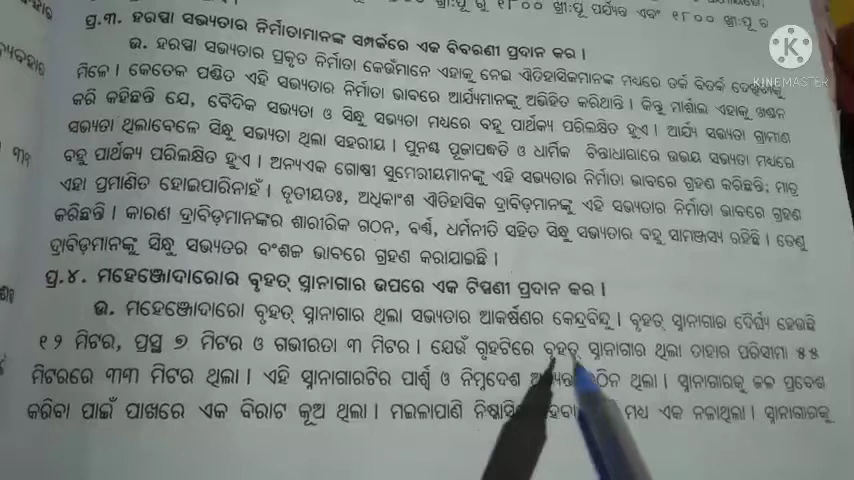 ଖ୍ରୀ:ପୂ ରୁ ୧୮୦୦ ଖ୍ରୀ:ପୂ ପର୍ଯ୍ୟନ୍ତ ଏବଂ ୧୮୦୦ ଖ୍ରୀ:ପୂ ର
ପ୍ର.୩. ହରପ୍ପା ସଭ୍ୟତାର ନିର୍ମାତାମାନଙ୍କ ସମ୍ପର୍କରେ ଏକ ବିବରଣୀ ପ୍ରଦାନ କର ।
KINEMASTER
ଉ. ହରପ୍ପା ସଭ୍ୟତାର ପ୍ରକୃତ ନିର୍ମାତା କେଉଁମାନେ ଏହାକୁ ନେଇ ଐତିହାସିକମାନଙ୍କ ମଧ୍ୟରେ ତର୍କ ବିତର୍କ ଦେଖିବାକୁ
ମିଳେ । କେତେକ ପଣ୍ଡିତ ଏହି ସଭ୍ୟତାର ନିର୍ମାତା ଭାବରେ ଆର୍ଯ୍ୟମାନଙ୍କୁ ଅଭିହିତ କରିଥାନ୍ତି । କିନ୍ତୁ ମାର୍ଶାଲ ଏହାକୁ ଖଣ୍ଡନ
କରି କହିଛନ୍ତି ଯେ, ବୈଦିକ ସଭ୍ୟତା ଓ ସିନ୍ଧୁ ସଭ୍ୟତା ମଧ୍ୟରେ ବହୁ ପାର୍ଥକ୍ୟ ପରିଲକ୍ଷିତ ହୁଏ । ଆର୍ଯ୍ୟ ସଭ୍ୟତା ଗ୍ରାମୀଣ
ସଭ୍ୟତା ଥିଲାବେଳେ ସିନ୍ଧୁ ସଭ୍ୟତା ଥିଲା ସହରୀୟ । ପୁନଶ୍ଚ ପୂଜାପଦ୍ଧତି ଓ ଧାର୍ମିକ ଚିନ୍ତାଧାରାରେ ଉଭୟ ସଭ୍ୟତା ମଧ୍ୟରେ
ବହୁ ପାର୍ଥକ୍ୟ ପରିଲକ୍ଷିତ ହୁଏ । ଅନ୍ୟଏକ ଗୋଷ୍ଠୀ ସୁମେରୀୟମାନଙ୍କୁ ଏହି ସଭ୍ୟତାର ନିର୍ମାତା ଭାବରେ ଗ୍ରହଣ କରିଛନ୍ତି; ମାତ୍ର
ଏହା ପ୍ରମାଣିତ ହୋଇପାରିନାହିଁ । ତୃତୀୟତଃ, ଅଧିକାଂଶ ଐତିହାସିକ ଦ୍ରାବିଡ଼ମାନଙ୍କୁ ଏହି ସଭ୍ୟତାର ନିର୍ମାତା ଭାବରେ ଗ୍ରହଣ
କରିଛନ୍ତି । କାରଣ ଦ୍ରାବିଡ଼ମାନଙ୍କର ଶାରୀରିକ ଗଠନ, ବର୍ଣ୍ଣ, ଧର୍ମନୀତି ସହିତ ସିନ୍ଧୁ ସଭ୍ୟତାର ବହୁ ସାମଞ୍ଜସ୍ୟ ରହିଛି । ତେଣୁ
ଦ୍ରାବିଡ଼ମାନଙ୍କୁ ସିନ୍ଧୁ ସଭ୍ୟତର ବଂଶଜ ଭାବରେ ଗ୍ରହଣ କରାଯାଇଛି ।
ପ୍ର.୪. ମହେଞ୍ଜୋଦାରୋର ବୃହତ୍ ସ୍ନାନାଗାର ଉପରେ ଏକ ଟିପ୍ପଣୀ ପ୍ରଦାନ କର ।
ଉ. ମହେଞ୍ଜୋଦାରୋ ବୃହତ୍ ସ୍ନାନାଗାର ଥିଲା ସଭ୍ୟତାର ଆକର୍ଷଣର କେନ୍ଦ୍ରବିନ୍ଦୁ । ବୃହତ୍ ସ୍ନାନାଗାର ଦୈର୍ଘ୍ୟ ହେଉଛି
୧୨ ମିଟର, ପ୍ରସ୍ଥ ୭ ମିଟର ଓ ଗଭୀରତା ୩ ମିଟର । ଯେଉଁ ଗୃହଟିରେ ବୃହତ୍ ସ୍ନାନାଗାର ଥିଲା ତାହାର ପରିସୀମା ୫୫
ମିଟରରେ ୩୩ ମିଟର ଥିଲା । ଏହି ସ୍ନାନାଗାରଟିର ପାର୍ଶ୍ୱ ଓ ନିମ୍ନଦେଶ ଥିଲା । ସ୍ନାନାଗାରକୁ ଜଳ ପ୍ରବେଶ
କରିବା ପାଇଁ ପାଖରେ ଏକ ବିରାଟ କୂଅ ଥିଲା । ମଇଳାପାଣି ମଧ ଏକ ନଳାଥିଲା । ସ୍ନାନାଗାରକୁ